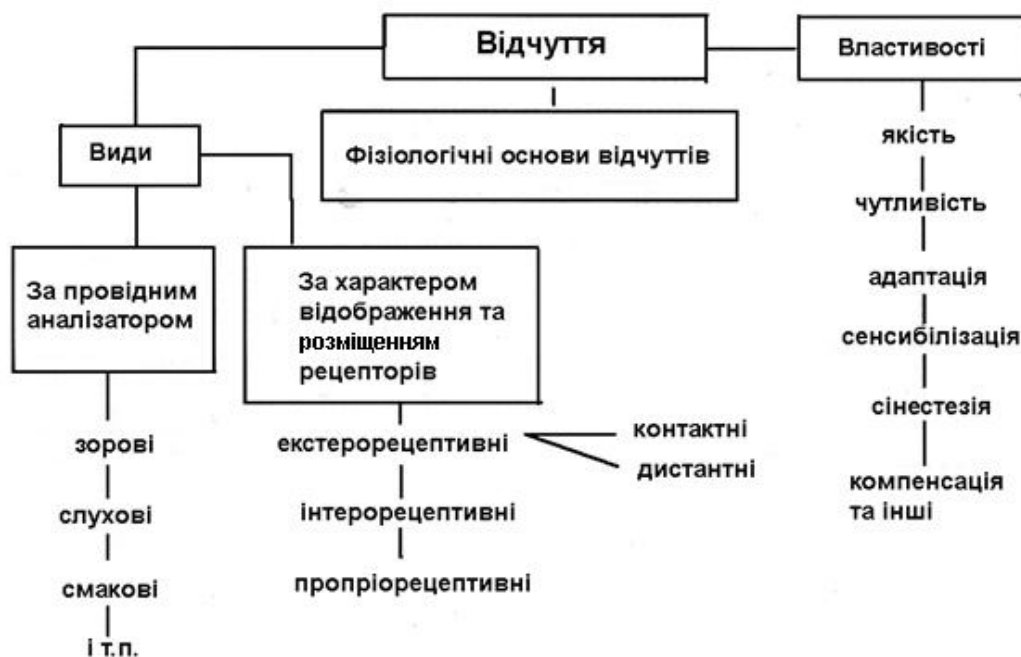 Відчуття
Властивості
Види
Фізіологічні основи відчуттів
За провідним
аналізатором
зорові
слухові
смакові
і т.п.
За характером
відображення та
розміщенням
рецепторів
екстерорецептивні
контактні
дистантні
інтерорецептивні
пропріорецептивні
якість
чутливість
адаптація
сенсибілізація
сінестезія
компенсація
та інші